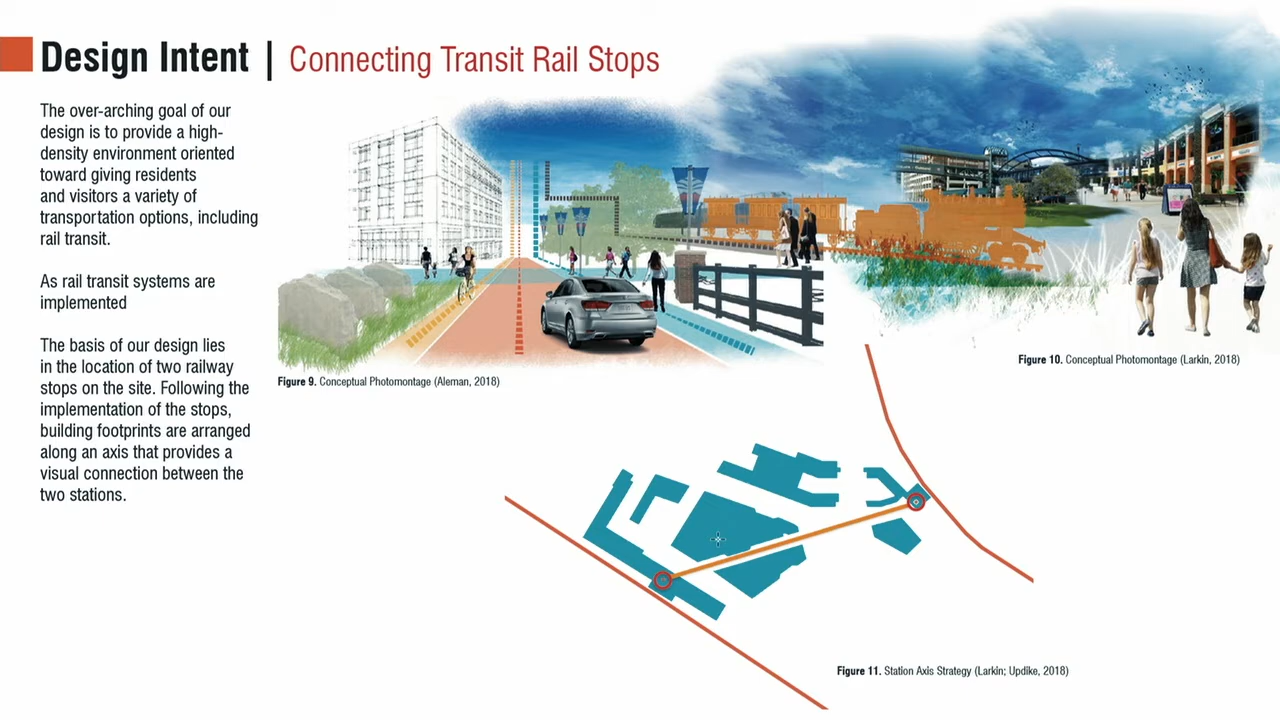 Design Intent | Connecting Transit Rail Stops
The over-arching goal of our
design is to provide a high-
density environment oriented
toward giving residents
and visitors a variety of
transportation options, including
rail transit.
As rail transit systems are
implemented
The basis of our design lies
in the location of two railway
stops on the site. Following the
implementation of the stops,
building footprints are arranged
along an axis that provides a
visual connection between the
two stations.
Figure 9. Conceptual Photomontage (Aleman, 2018)
Figure 10. Conceptual Photomontage (Larkin, 2018)
Figure 11. Station Axis Strategy (Larkin; Updike, 2018)